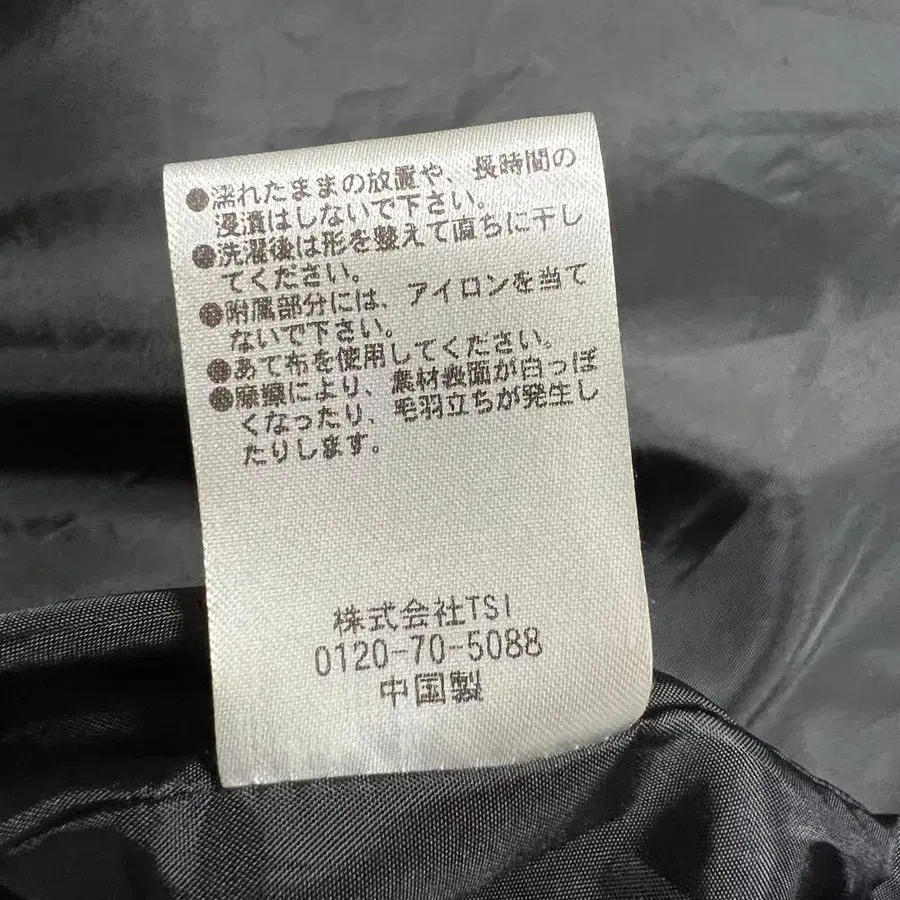 ●濡れたままの放置や、長時間の
浸漬はしないで下さい。
●洗濯後は形を整えて直ちに干し
てください。
●附属部分には、アイロンを当て
ないで下さい。
●あて布を使用してください。
●摩擦により、表面が白っぽ
くなったり、毛羽立ちが発生し
たりします。
株式会社TSI
0120-70-5088
中国製